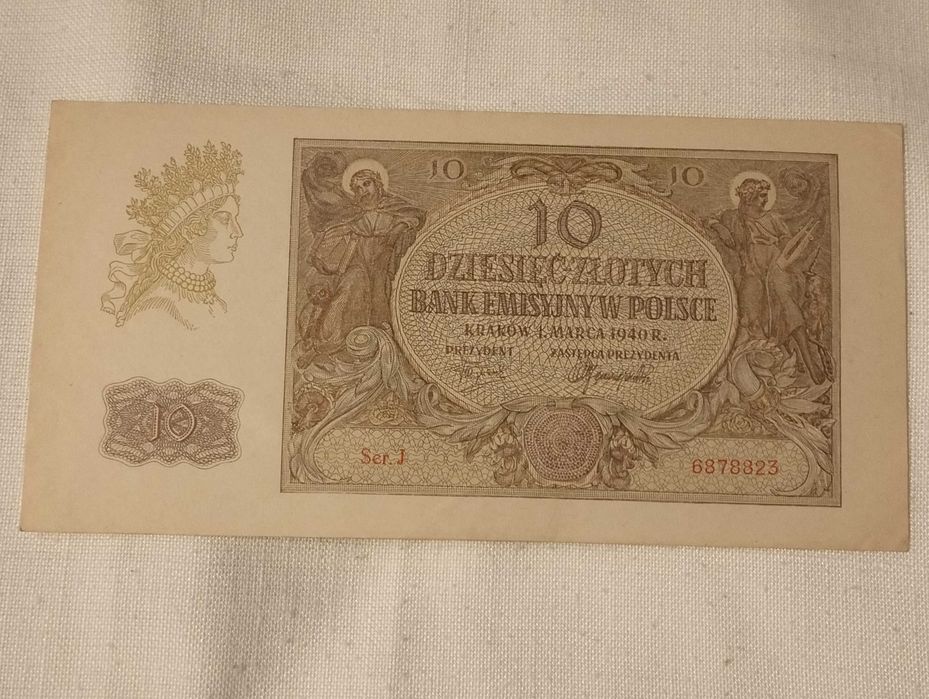 10
10
10
DZIESIĘĆ ZŁOTYCH
BANK EMISYJNY W POLSCE
KRAKÓW 1. MARCA 1940 R.
PREZYDENT
ZASTĘPCA PREZYDENTA
10
Ser. J
6878823